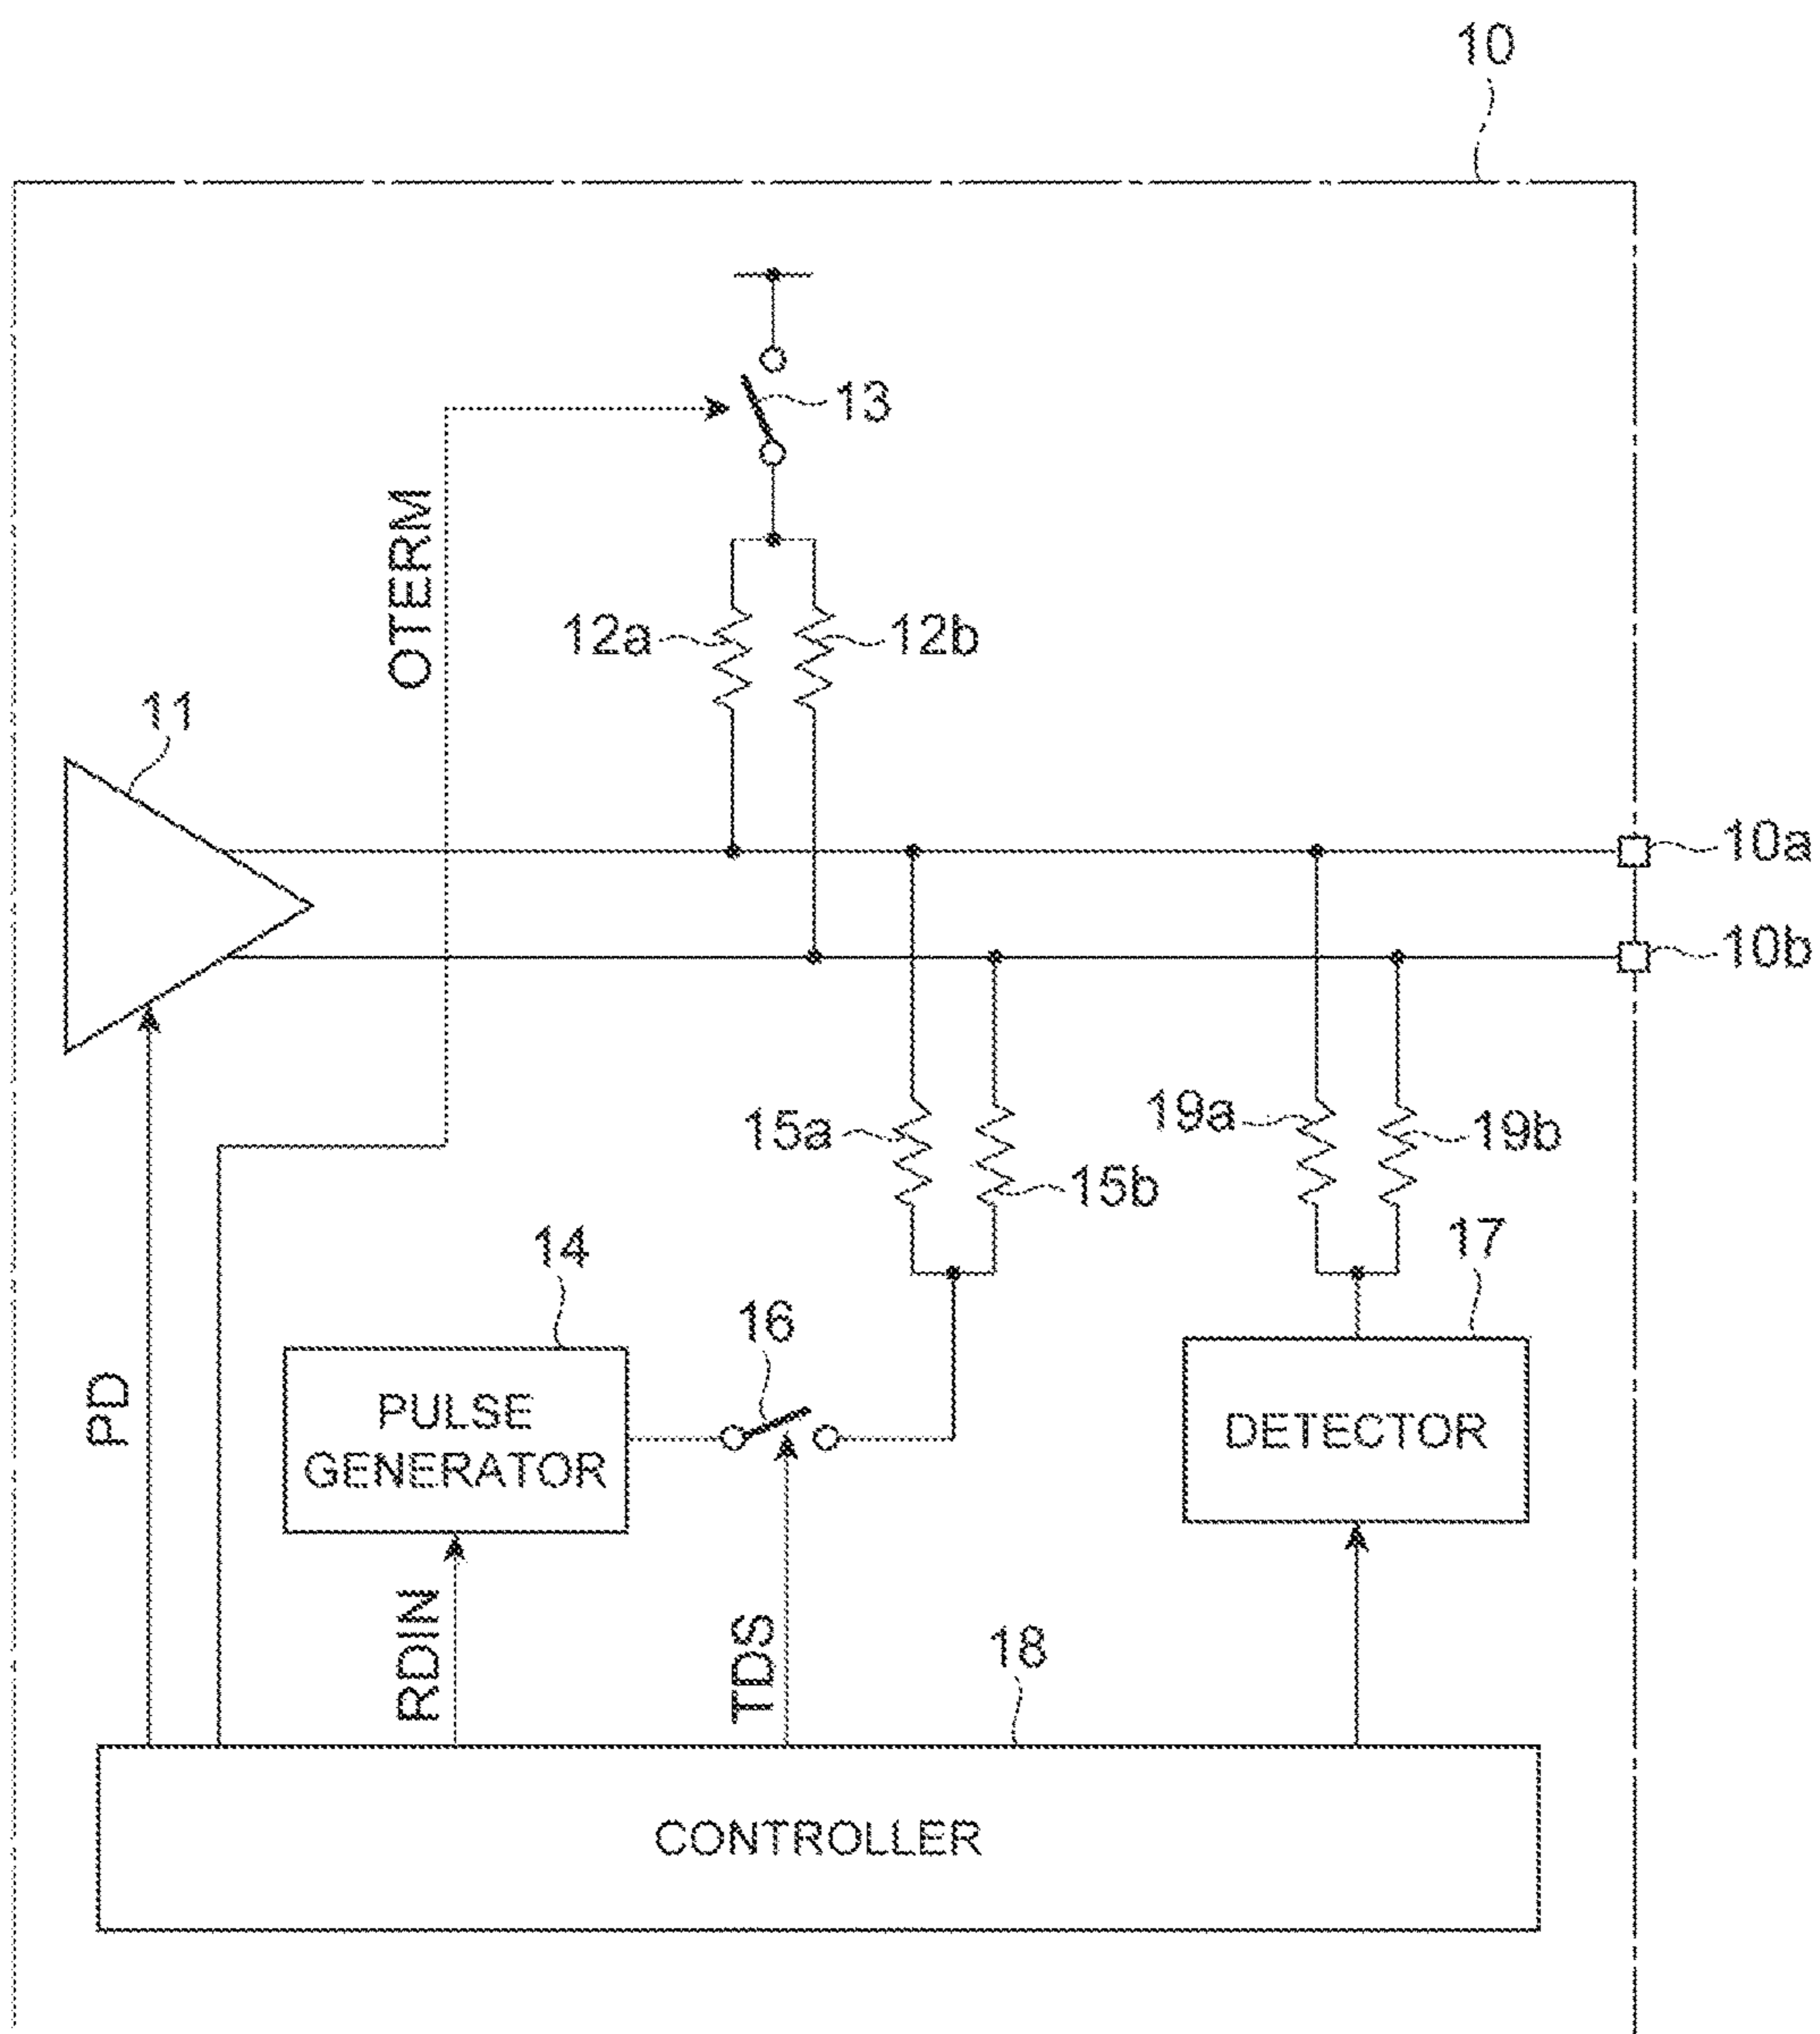 10
13
OTERM
12a
12b
11
10a
10b
15a
19a
19b
15b
14
17
16
PD
PULSE
GENERATOR
DETECTOR
RDIN
TDS
18
CONTROLLER